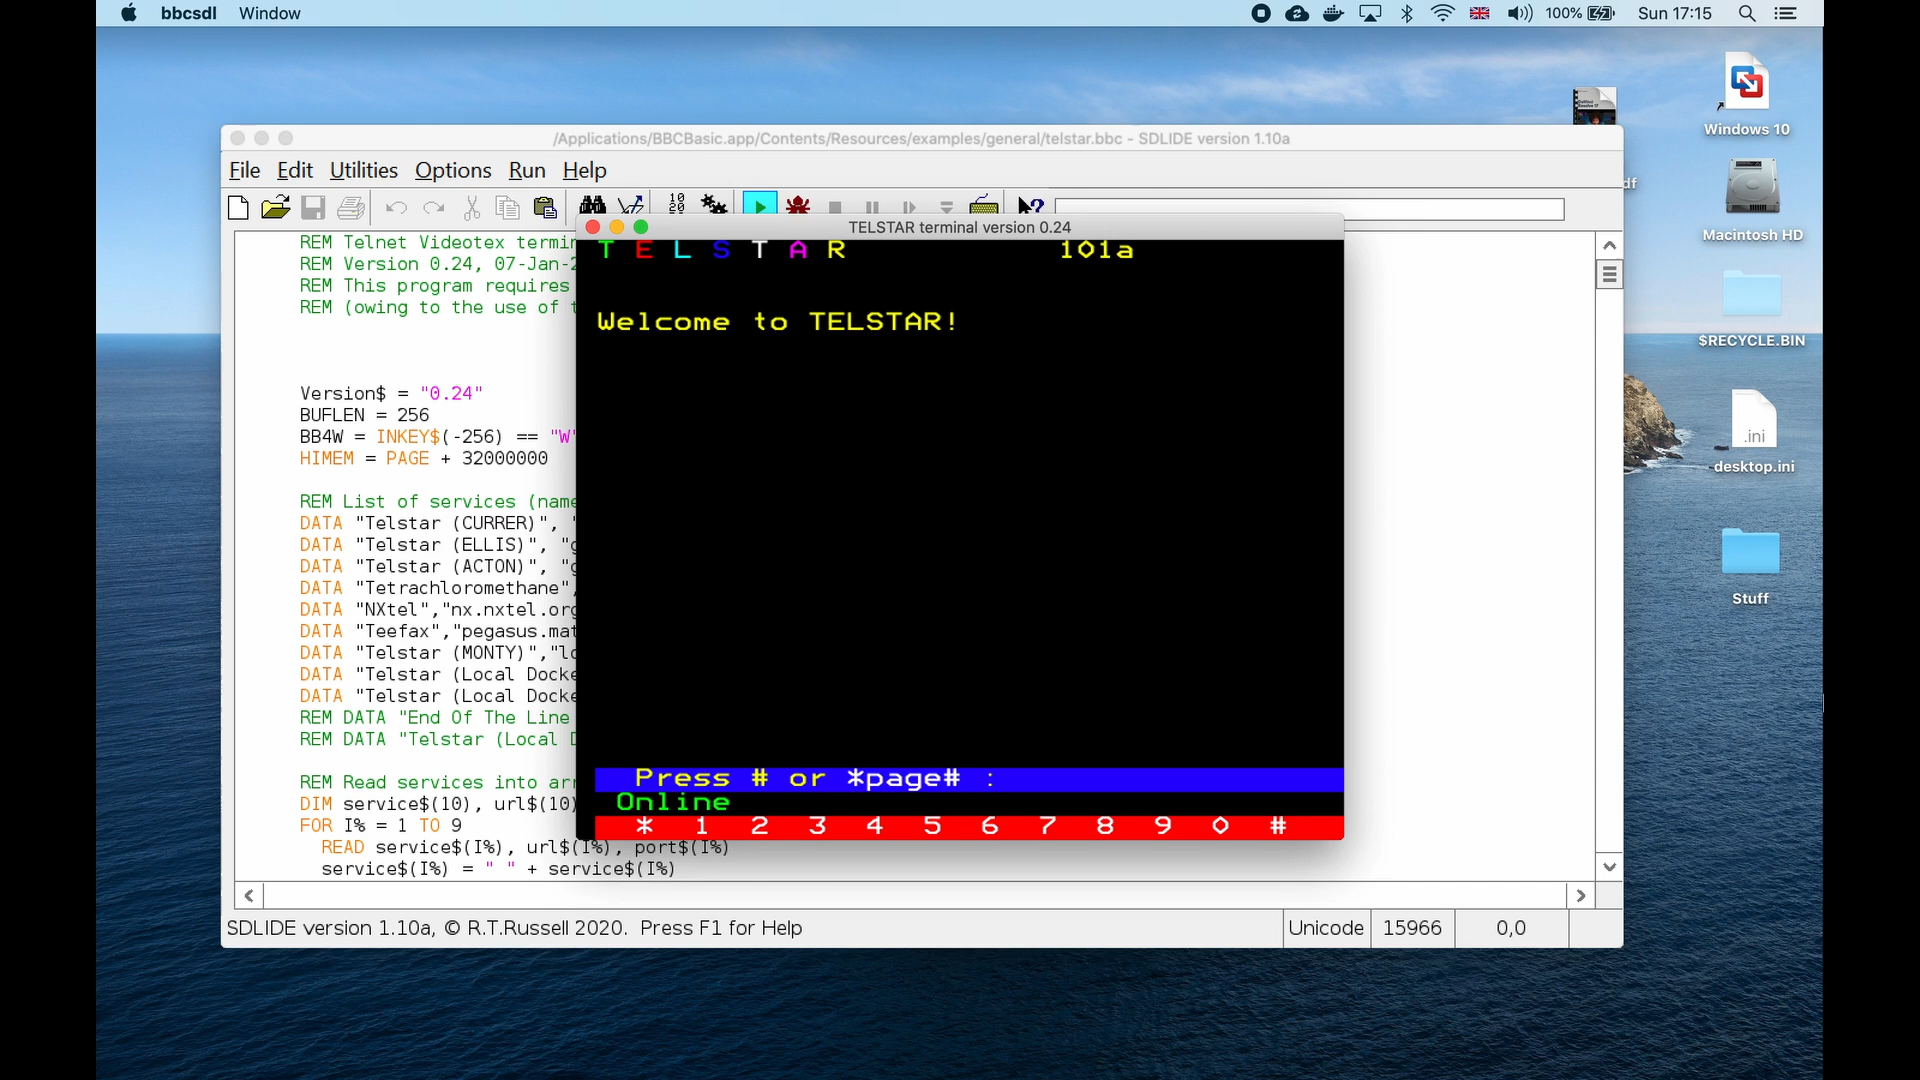 bbcsdl Window 100% Sun 17:15
Windows 10
Macintosh HD
$RECYCLE.BIN
.ini
desktop.ini
Stuff
df
/Applications/BBCBasic.app/Contents/Resources/examples/general/telstar.bbc - SDLIDE version 1.10a
File Edit Utilities Options Run Help
TELSTAR terminal version 0.24
REM Telnet Videotex termin
REM Version 0.24, 07-Jan-2
REM This program requires
REM (owing to the use of t
Version$ = "0.24"
BUFLEN = 256
BB4W = INKEY$(-256) == "W"
HIMEM = PAGE + 32000000
REM List of services (name
DATA "Telstar (CURRER)", "
DATA "Telstar (ELLIS)", "g
DATA "Telstar (ACTON)", "g
DATA "Tetrachloromethane",
DATA "NXtel","nx.nxtel.org
DATA "Teefax","pegasus.mat
DATA "Telstar (MONTY)","lo
DATA "Telstar (Local Docke
DATA "Telstar (Local Docke
REM DATA "End Of The Line
REM DATA "Telstar (Local D
REM Read services into arr
DIM service$(10), url$(10)
FOR I% = 1 TO 9
READ service$(I%), url$(I%), port$(I%)
service$(I%) = " " + service$(I%)
T E L S T A R 101a
Welcome to TELSTAR!
Press # or *page# :
Online
* 1 2 3 4 5 6 7 8 9 0 #
SDLIDE version 1.10a, © R.T.Russell 2020. Press F1 for Help Unicode 15966 0,0